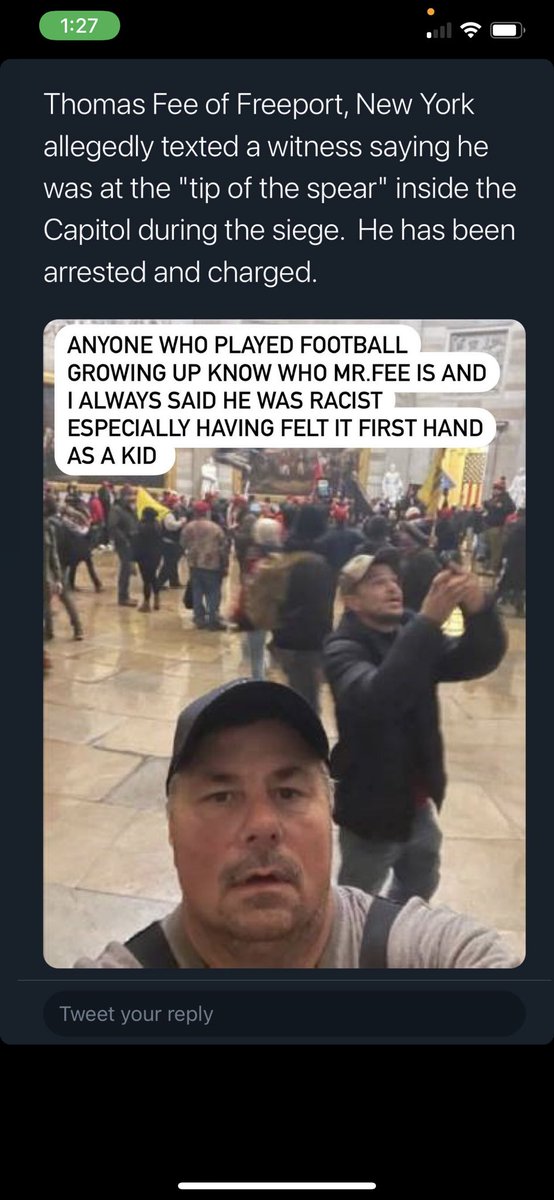 1:27
Thomas Fee of Freeport, New York
allegedly texted a witness saying he
was at the "tip of the spear" inside the
Capitol during the siege.  He has been
arrested and charged.
ANYONE WHO PLAYED FOOTBALL
GROWING UP KNOW WHO MR.FEE IS AND
I ALWAYS SAID HE WAS RACIST
ESPECIALLY HAVING FELT IT FIRST HAND
AS A KID
Tweet your reply